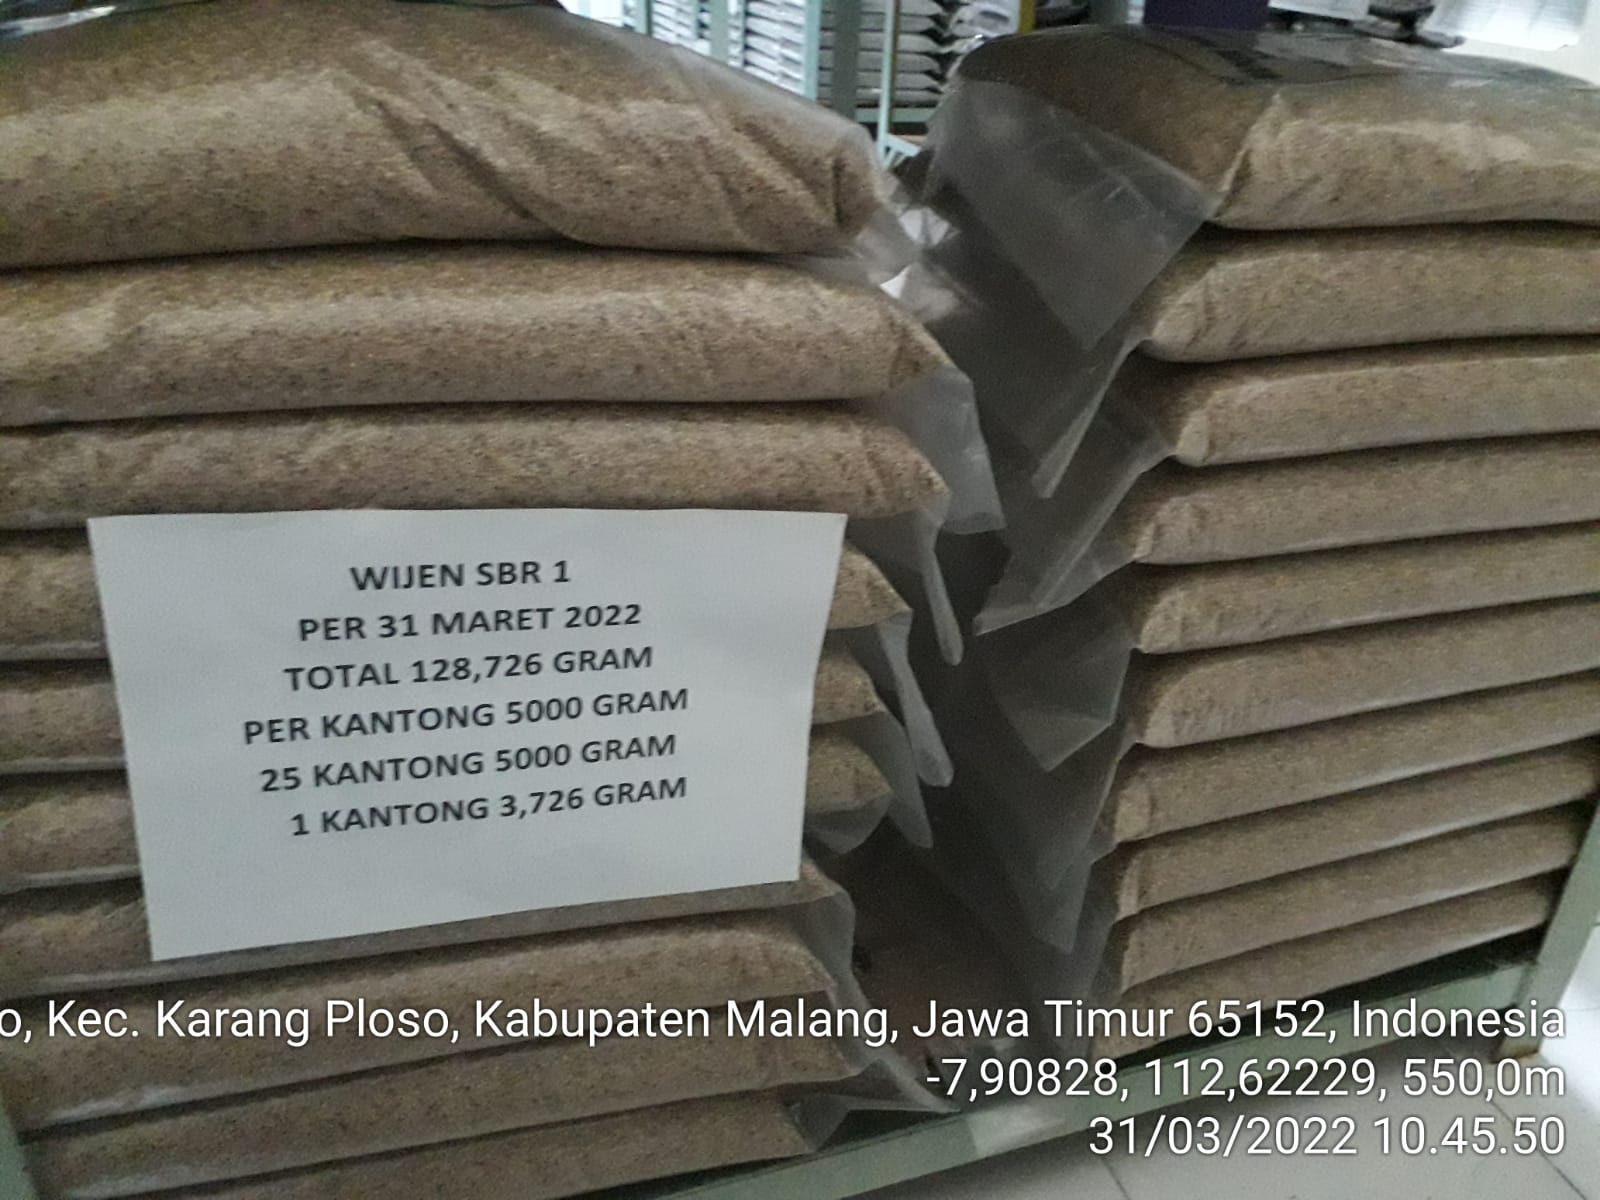 WIJEN SBR 1
PER 31 MARET 2022
TOTAL 128,726 GRAM
PER KANTONG 5000 GRAM
25 KANTONG 5000 GRAM
1 KANTONG 3,726 GRAM
o, Kec. Karang Ploso, Kabupaten Malang, Jawa Timur 65152, Indonesia
-7,90828, 112,62229, 550,0m
31/03/2022 10.45.50